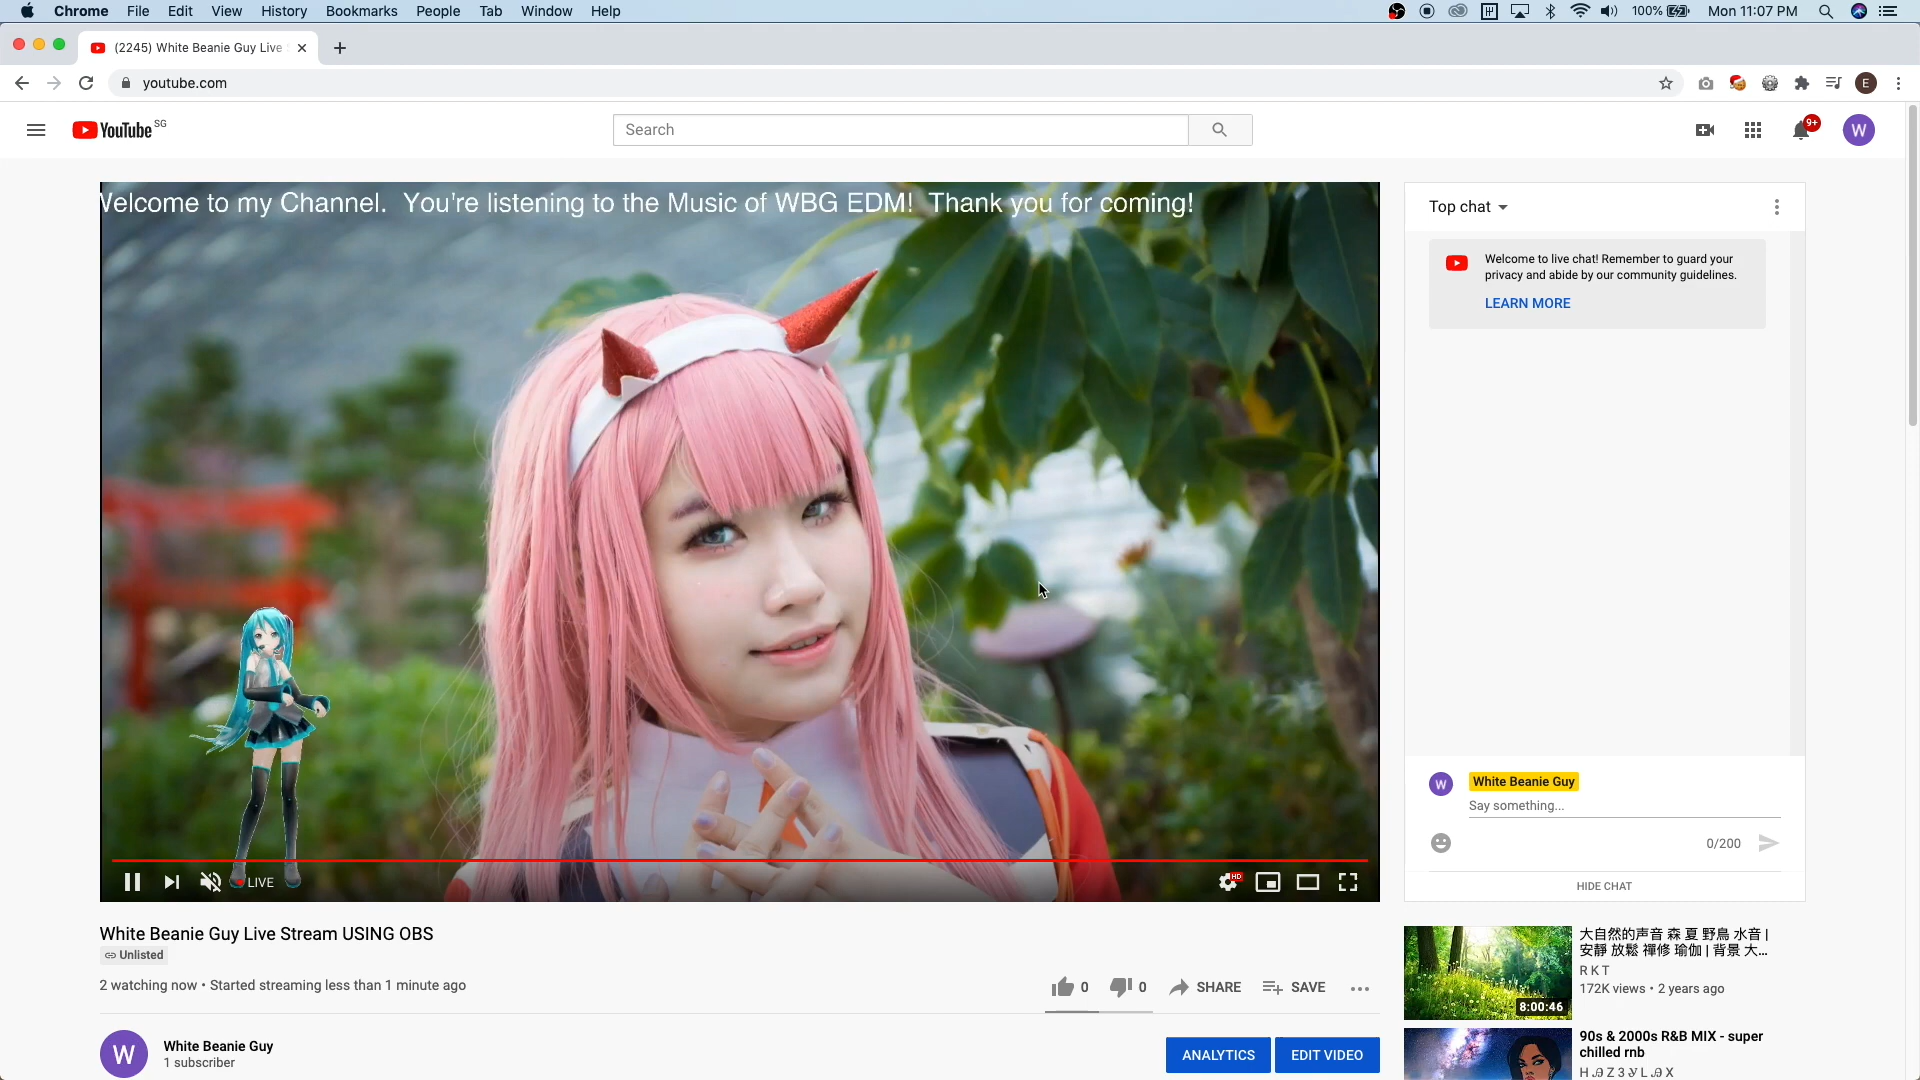 Chrome File Edit View History Bookmarks People Tab Window Help
100% Mon 11:07 PM
(2245) White Beanie Guy Live
youtube.com
E
YouTube SG
Search
9+
W
Welcome to my Channel. You're listening to the Music of WBG EDM! Thank you for coming!
LIVE
HD
Top chat
Welcome to live chat! Remember to guard your
privacy and abide by our community guidelines.
LEARN MORE
W
White Beanie Guy
Say something...
0/200
HIDE CHAT
White Beanie Guy Live Stream USING OBS
Unlisted
2 watching now • Started streaming less than 1 minute ago
0 0 SHARE SAVE
W
White Beanie Guy
1 subscriber
ANALYTICS EDIT VIDEO
8:00:46
大自然的声音 森 夏 野鳥 水音 |
安靜 放鬆 禪修 瑜伽 | 背景 大...
R K T
172K views • 2 years ago
90s & 2000s R&B MIX - super
chilled rnb